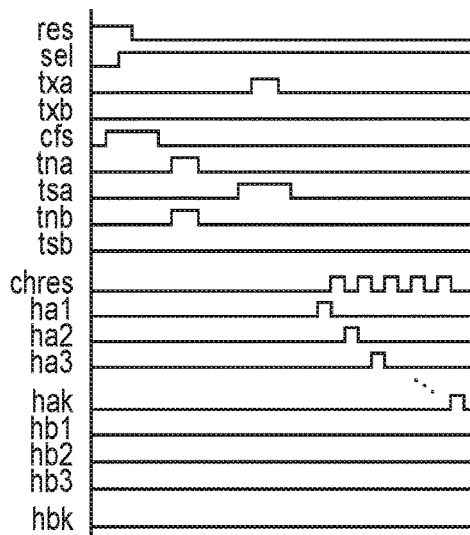 res
sel
txa
txb
cfs
tna
tsa
tnb
tsb
chres
ha1
ha2
ha3
hak
hb1
hb2
hb3
hbk